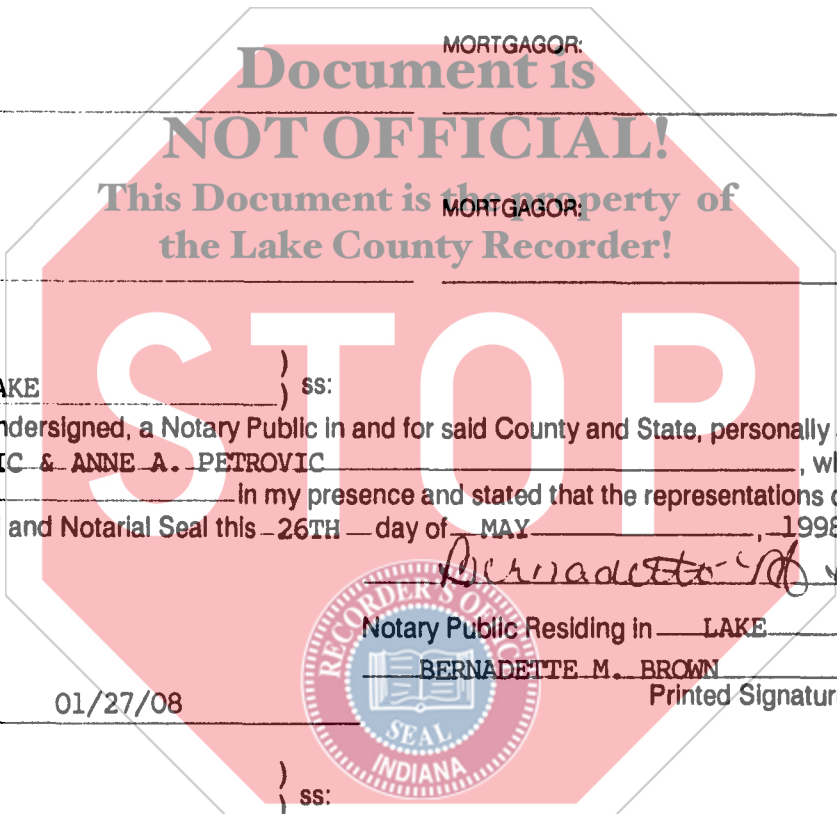 MORTGAGOR:
Document is
NOT OFFICIAL!
This Document is the property of
MORTGAGOR:
the Lake County Recorder!
STOP
AKE ) ss:
)
ndersigned, a Notary Public in and for said County and State, personally
IC & ANNE A. PETROVIC , wh
in my presence and stated that the representations
and Notarial Seal this 26TH day of MAY , 1998
Bernadette M
Notary Public Residing in LAKE
BERNADETTE M. BROWN
01/27/08 Printed Signatur
RECORDER'S OFFICE
SEAL
INDIANA
)
) ss: